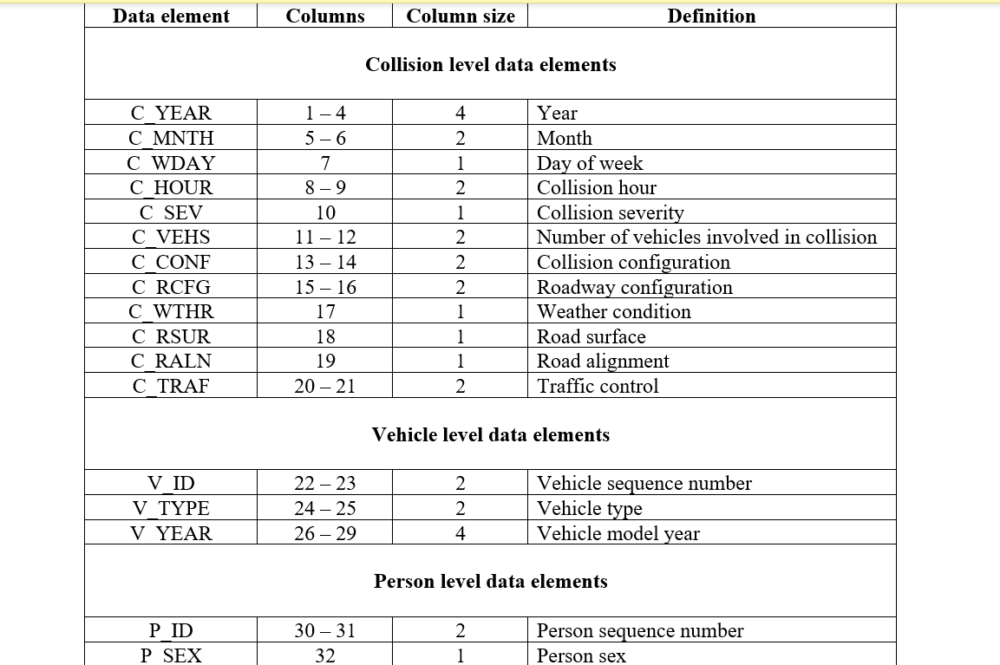 Data element Columns Column size Definition
Collision level data elements
C_YEAR 1 – 4 4 Year
C_MNTH 5 – 6 2 Month
C_WDAY 7 1 Day of week
C_HOUR 8 – 9 2 Collision hour
C_SEV 10 1 Collision severity
C_VEHS 11 – 12 2 Number of vehicles involved in collision
C_CONF 13 – 14 2 Collision configuration
C_RCFG 15 – 16 2 Roadway configuration
C_WTHR 17 1 Weather condition
C_RSUR 18 1 Road surface
C_RALN 19 1 Road alignment
C_TRAF 20 – 21 2 Traffic control
Vehicle level data elements
V_ID 22 – 23 2 Vehicle sequence number
V_TYPE 24 – 25 2 Vehicle type
V_YEAR 26 – 29 4 Vehicle model year
Person level data elements
P_ID 30 – 31 2 Person sequence number
P_SEX 32 1 Person sex